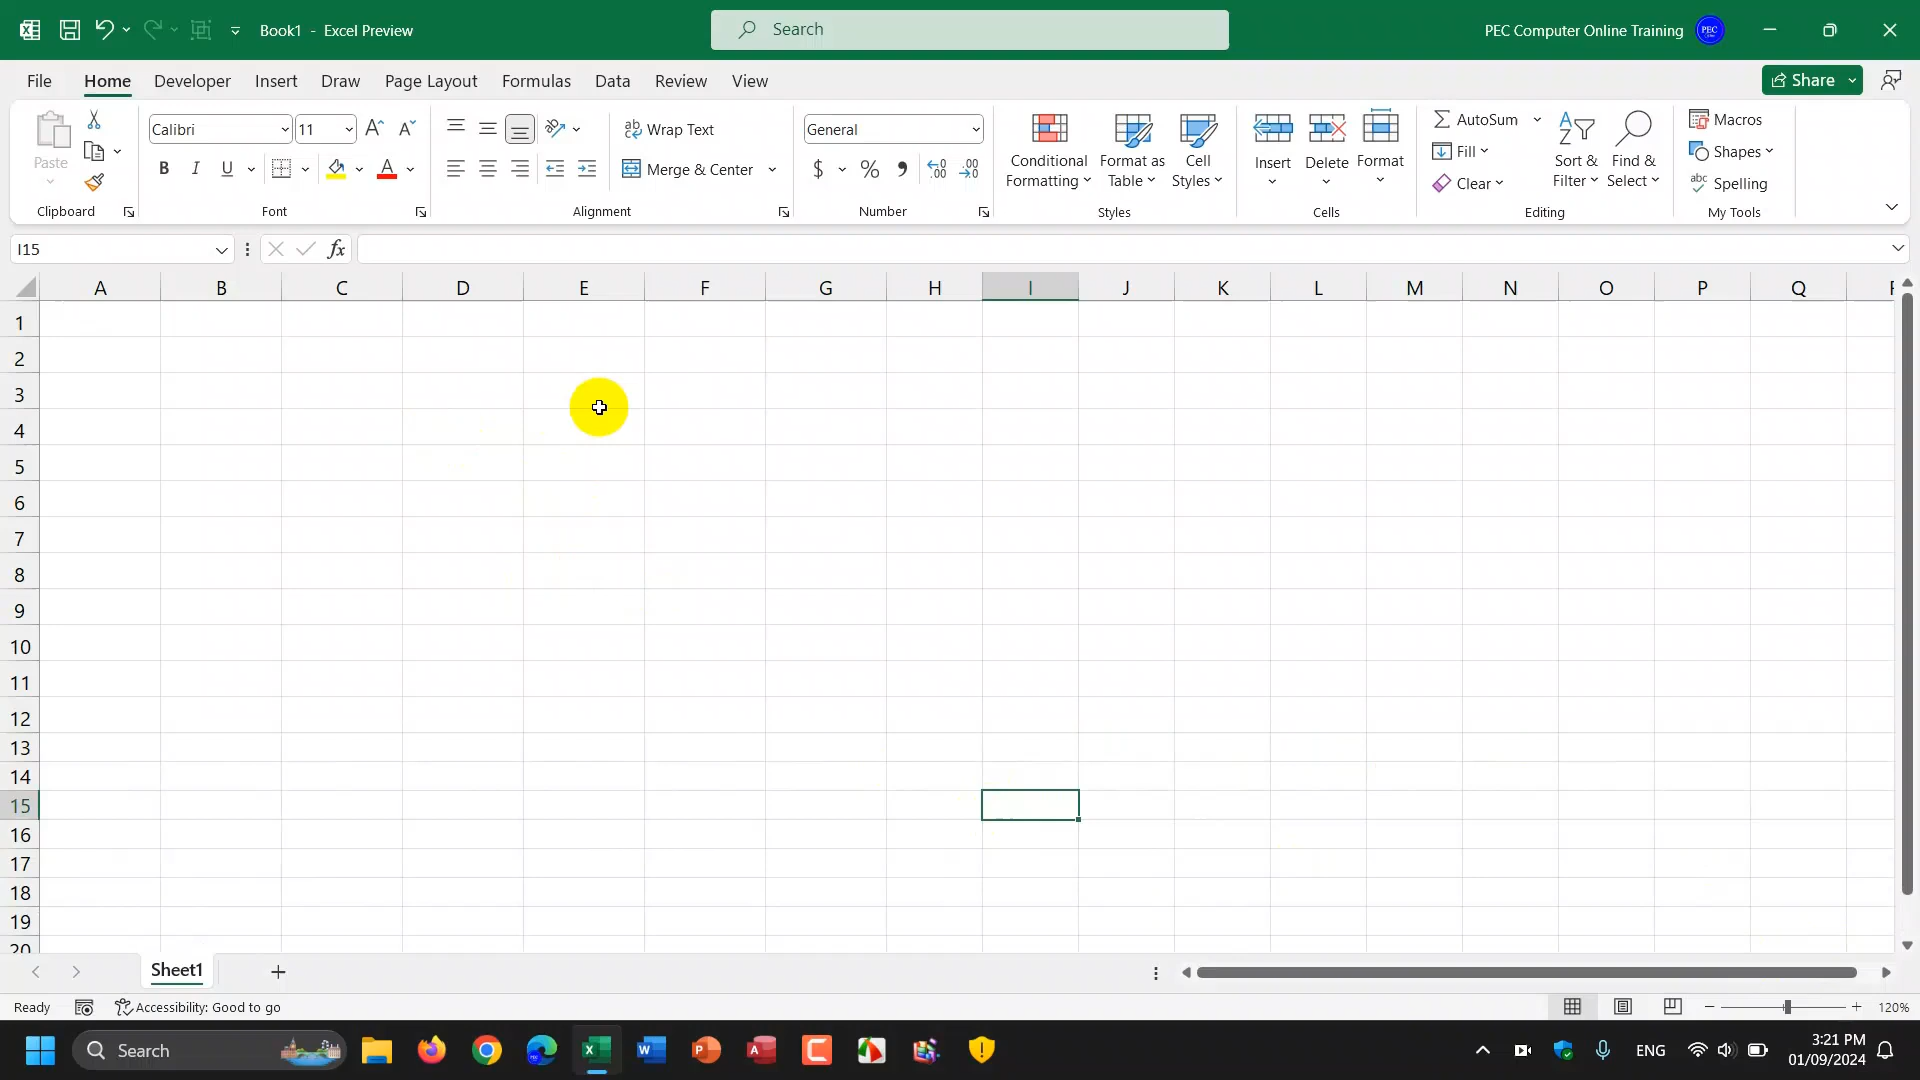 Book1 - Excel Preview
Search
PEC Computer Online Training
PEC
File Home Developer Insert Draw Page Layout Formulas Data Review View
Share
Paste
Clipboard
Calibri 11
B I U
Font
Wrap Text
Merge & Center
Alignment
General
$ % 9
Number
Conditional Formatting
Format as Table
Cell Styles
Styles
Insert Delete Format
Cells
AutoSum
Fill
Clear
Sort & Filter
Find & Select
Editing
Macros
Shapes
Spelling
My Tools
I15
fx
A B C D E F G H I J K L M N O P Q
1
2
3
4
5
6
7
8
9
10
11
12
13
14
15
16
17
18
19
20
Sheet1
Ready
Accessibility: Good to go
120%
Search
ENG
3:21 PM
01/09/2024